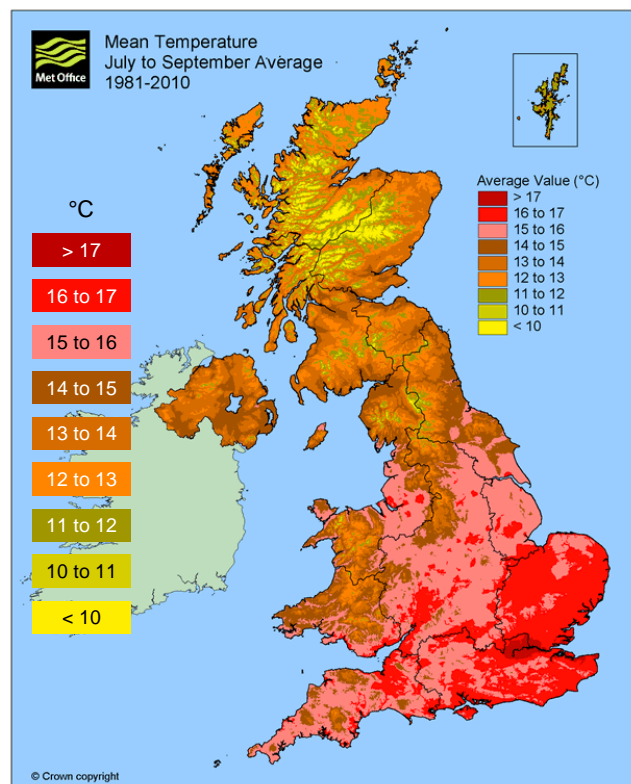 Met Office
Mean Temperature
July to September Average
1981-2010
°C
> 17
16 to 17
15 to 16
14 to 15
13 to 14
12 to 13
11 to 12
10 to 11
< 10
Average Value (°C)
> 17
16 to 17
15 to 16
14 to 15
13 to 14
12 to 13
11 to 12
10 to 11
< 10
© Crown copyright